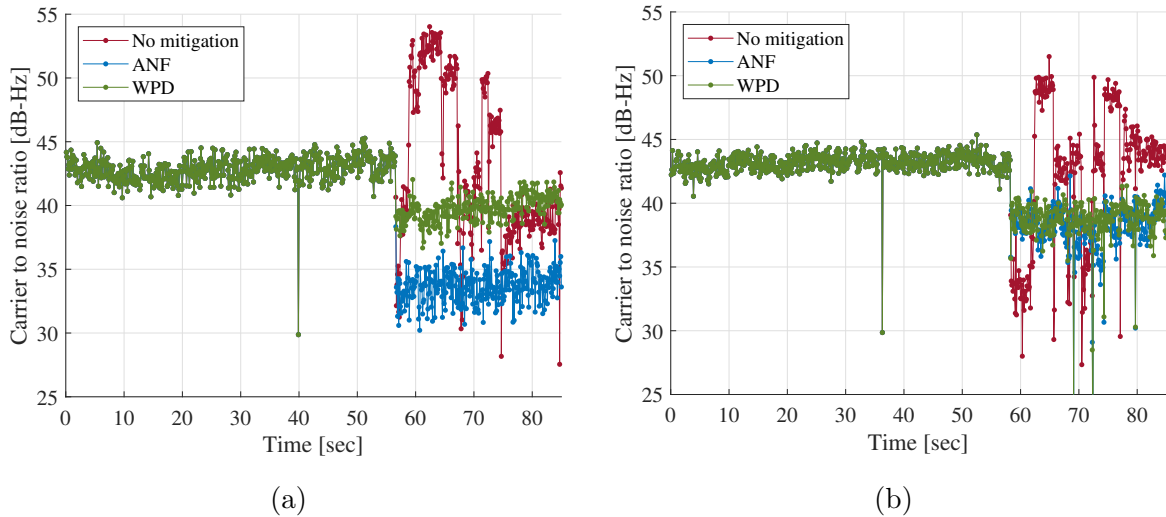 55
50
45
40
35
30
25
0 10 20 30 40 50 60 70 80
Carrier to noise ratio [dB-Hz]
Time [sec]
No mitigation
ANF
WPD
(a)
55
50
45
40
35
30
25
0 10 20 30 40 50 60 70 80
Carrier to noise ratio [dB-Hz]
Time [sec]
No mitigation
ANF
WPD
(b)